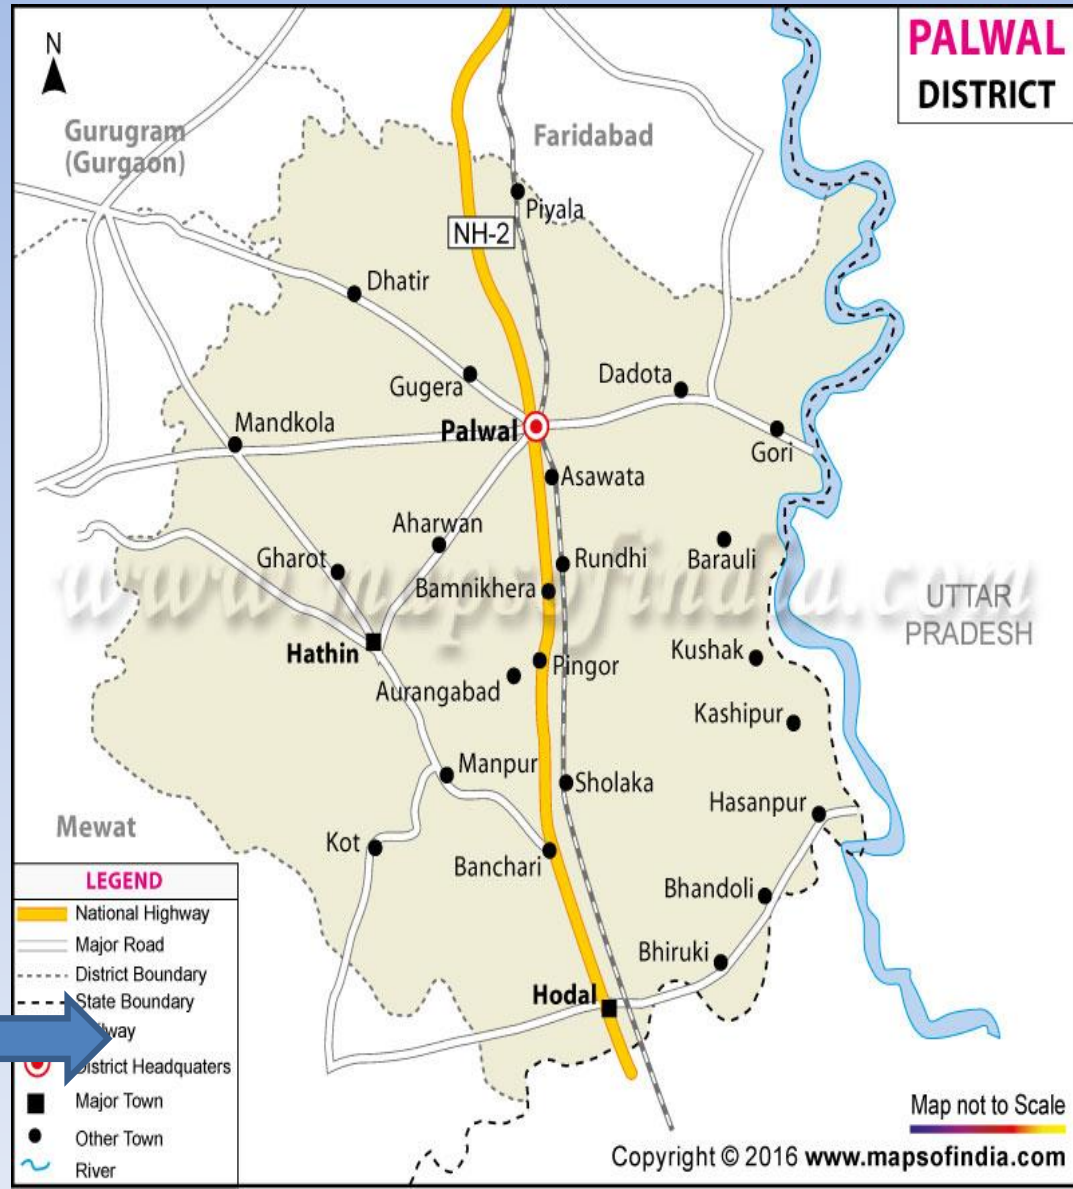 PALWAL
DISTRICT
N
Gurugram
(Gurgaon)
Faridabad
Piyala
NH-2
Dhatir
Gugera
Dadota
Mandkola
Palwal
Gori
Asawata
Aharwan
Gharot
Rundhi
Barauli
Bamnikhera
www.mapsofindia.com
UTTAR
PRADESH
Hathin
Kushak
Pingor
Aurangabad
Kashipur
Manpur
Sholaka
Hasanpur
Mewat
Kot
Banchari
LEGEND
Bhandoli
National Highway
Major Road
Bhiruki
District Boundary
Hodal
State Boundary
District Headquaters
Major Town
Map not to Scale
Other Town
Copyright © 2016 www.mapsofindia.com
River